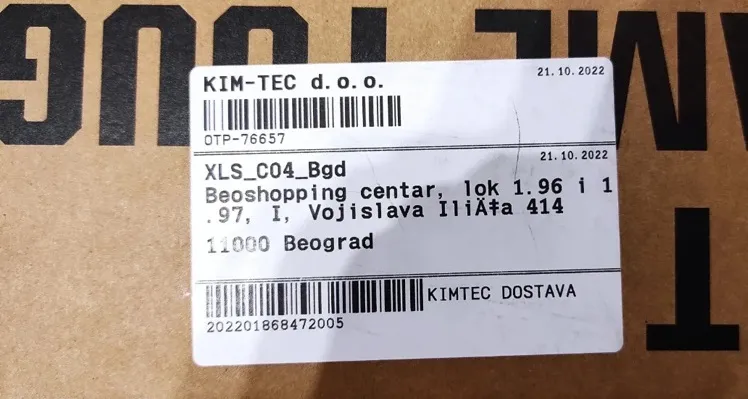 KIM-TEC d.o.o.
21.10.2022
OTP-76657
21.10.2022
XLS_C04_Bgd
Beoshopping centar, lok 1.96 i 1
.97, I, Vojislava IliÄ‡a 414
11000 Beograd
KIMTEC DOSTAVA
202201868472005